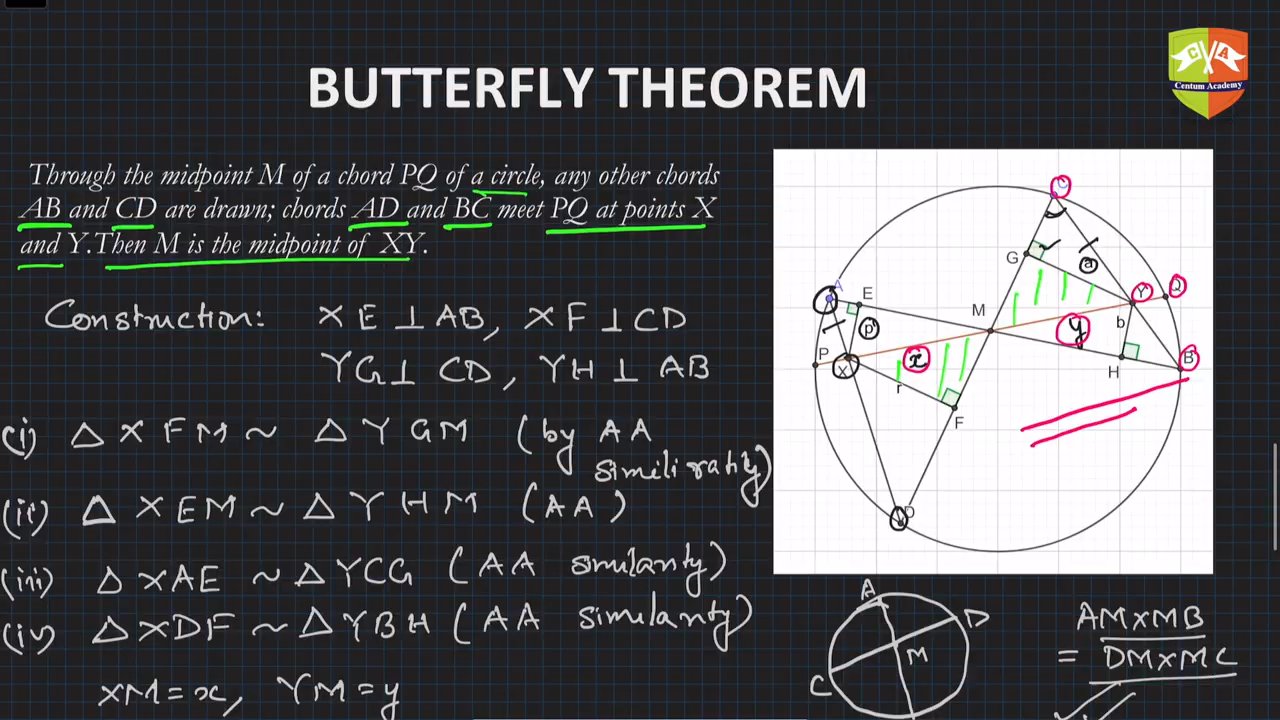 BUTTERFLY THEOREM
C A
Centum Academy
Through the midpoint M of a chord PQ of a circle, any other chords
AB and CD are drawn; chords AD and BC meet PQ at points X
and Y.Then M is the midpoint of XY.
Construction: XE ⊥ AB, XF ⊥ CD
YG ⊥ CD, YH ⊥ AB
(i) △ XFM ~ △ YGM (by AA
similiratiy)
(ii) △ XEM ~ △ YHM (AA)
(iii) △ XAE ~ △ YCG (AA simularity)
(iv) △ XDF ~ △ YBH (AA simularity)
XM = x, YM = y
C
G
a
A
E
Y
Q
M
p
b
y
P
X
x
B
H
r
F
D
A
D
M
C
AM×MB
= DM×MC